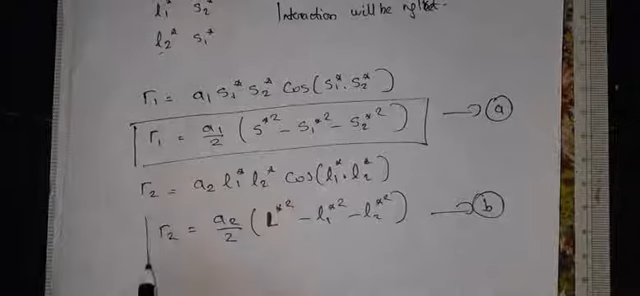 l₁* s₂*
Interaction will be neglect.
l₂* s₁*
Γ₁ = a₁ s₁* s₂* cos(s₁*. s₂*)
Γ₁ = a₁/2 (s*² - s₁*² - s₂*²) → ⓐ
Γ₂ = a₂ l₁* l₂* cos(l₁*. l₂*)
Γ₂ = a₂/2 (L*² - l₁*² - l₂*²) → ⓑ